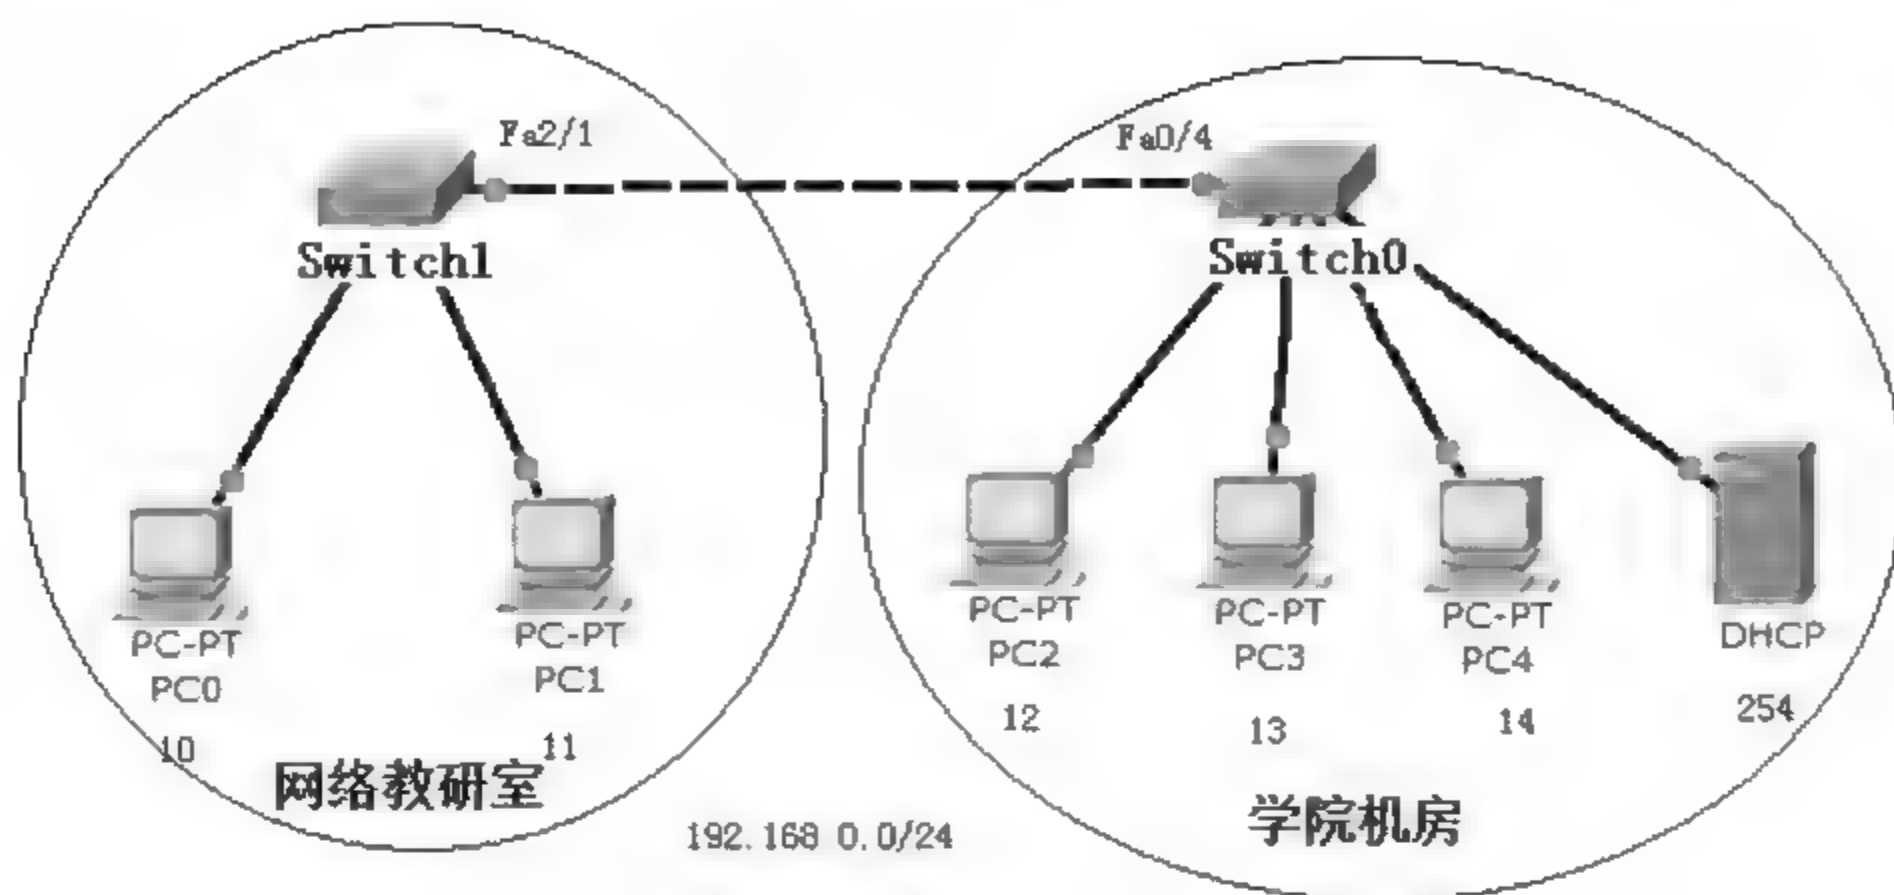 Fa2/1
Fa0/4
Switch1
Switch0
PC-PT
PC0
10
PC-PT
PC1
11
网络教研室
PC-PT
PC2
12
PC-PT
PC3
13
PC-PT
PC4
14
DHCP
254
学院机房
192.168 0.0/24